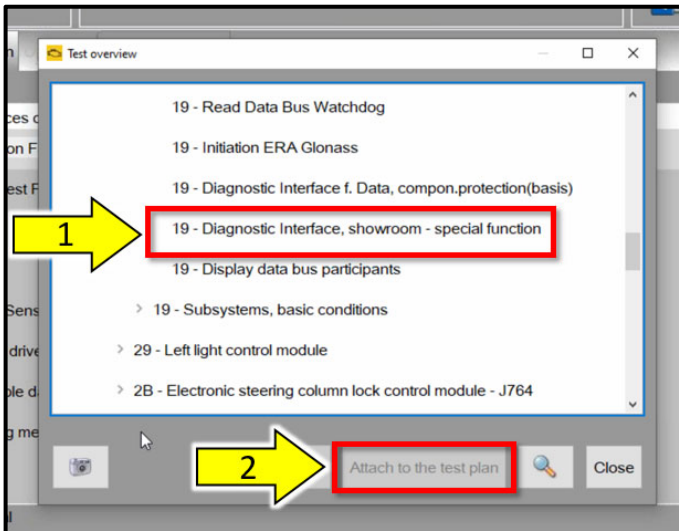 Test overview
19 - Read Data Bus Watchdog
19 - Initiation ERA Glonass
19 - Diagnostic Interface f. Data, compon.protection(basis)
1
19 - Diagnostic Interface, showroom - special function
19 - Display data bus participants
19 - Subsystems, basic conditions
29 - Left light control module
2B - Electronic steering column lock control module - J764
2
Attach to the test plan
Close